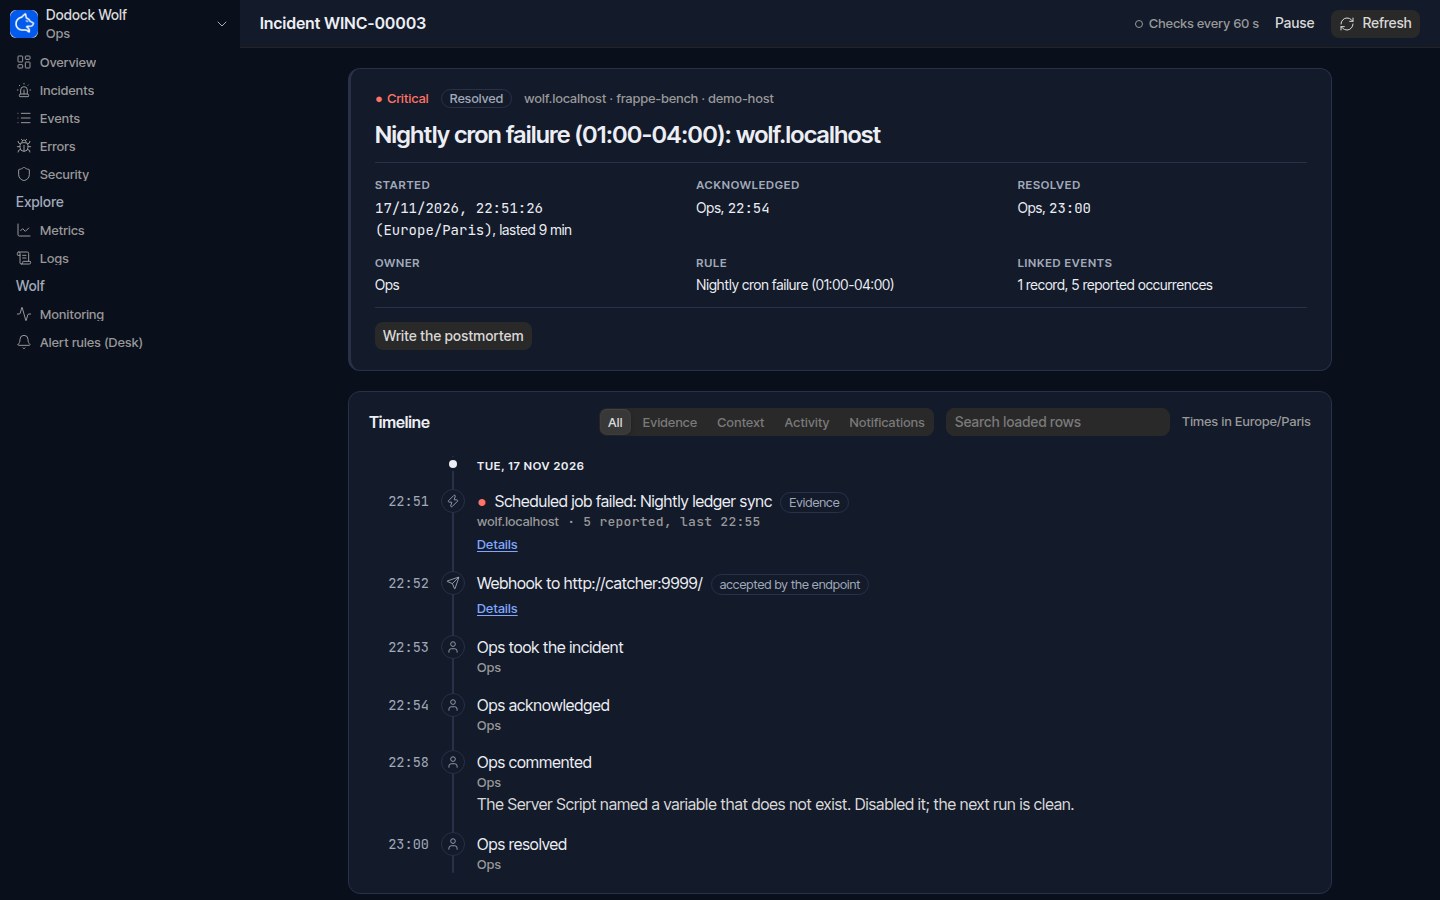 Dodock Wolf
Ops
Overview
Incidents
Events
Errors
Security
Explore
Metrics
Logs
Wolf
Monitoring
Alert rules (Desk)
Incident WINC-00003
Checks every 60 s
Pause
Refresh
Critical
Resolved
wolf.localhost · frappe-bench · demo-host
Nightly cron failure (01:00-04:00): wolf.localhost
STARTED
17/11/2026, 22:51:26
(Europe/Paris), lasted 9 min
ACKNOWLEDGED
Ops, 22:54
RESOLVED
Ops, 23:00
OWNER
Ops
RULE
Nightly cron failure (01:00-04:00)
LINKED EVENTS
1 record, 5 reported occurrences
Write the postmortem
Timeline
All
Evidence
Context
Activity
Notifications
Search loaded rows
Times in Europe/Paris
TUE, 17 NOV 2026
22:51
Scheduled job failed: Nightly ledger sync
Evidence
wolf.localhost · 5 reported, last 22:55
Details
22:52
Webhook to http://catcher:9999/
accepted by the endpoint
Details
22:53
Ops took the incident
Ops
22:54
Ops acknowledged
Ops
22:58
Ops commented
Ops
The Server Script named a variable that does not exist. Disabled it; the next run is clean.
23:00
Ops resolved
Ops